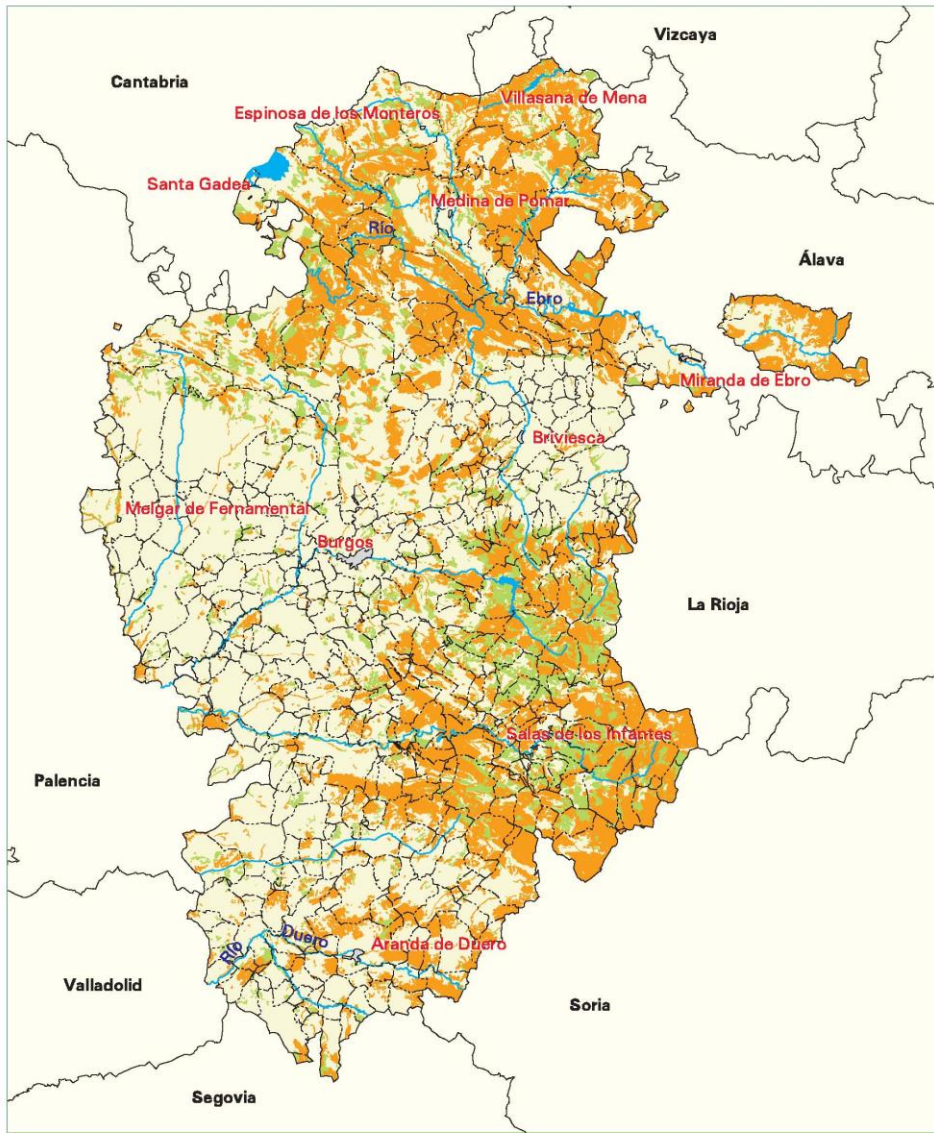 Vizcaya
Cantabria
Villasana de Mena
Espinosa de los Monteros
Santa Gadea
Medina de Pomar
Río
Álava
Ebro
Miranda de Ebro
Briviesca
Melgar de Fernamental
Burgos
La Rioja
Salas de los Infantes
Palencia
Duero
Aranda de Duero
Río
Valladolid
Soria
Segovia